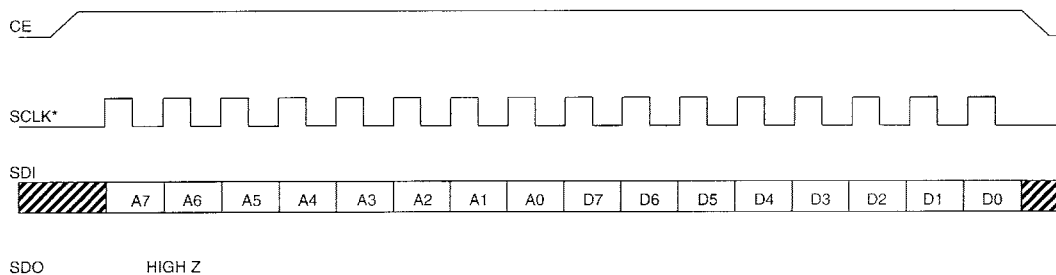 CE
SCLK*
SDI
A7 A6 A5 A4 A3 A2 A1 A0 D7 D6 D5 D4 D3 D2 D1 D0
SDO HIGH Z